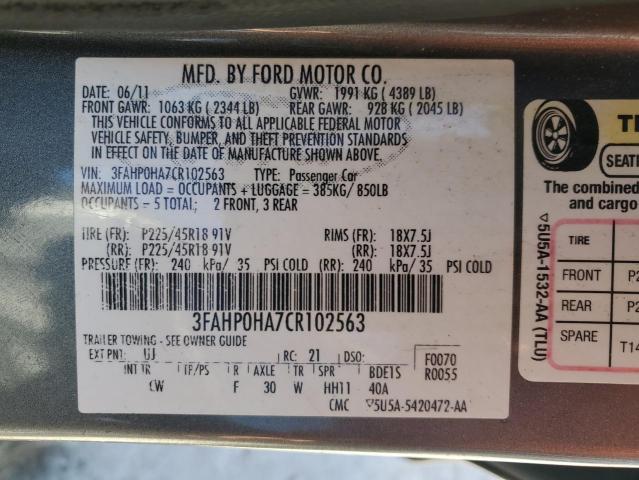 MFD. BY FORD MOTOR CO.
DATE: 06/11 GVWR: 1991 KG ( 4389 LB)
FRONT GAWR: 1063 KG ( 2344 LB) REAR GAWR: 928 KG ( 2045 LB)
THIS VEHICLE CONFORMS TO ALL APPLICABLE FEDERAL MOTOR
VEHICLE SAFETY, BUMPER, AND THEFT PREVENTION STANDARDS
IN EFFECT ON THE DATE OF MANUFACTURE SHOWN ABOVE.
VIN: 3FAHP0HA7CR102563 TYPE: Passenger Car
MAXIMUM LOAD = OCCUPANTS + LUGGAGE = 385KG/ 850LB
OCCUPANTS - 5 TOTAL; 2 FRONT, 3 REAR
TIRE (FR): P225/45R18 91V RIMS (FR): 18X7.5J
(RR): P225/45R18 91V (RR): 18X7.5J
PRESSURE (FR): 240 kPa/ 35 PSI COLD (RR): 240 kPa/ 35 PSI COLD
3FAHP0HA7CR102563
TRAILER TOWING - SEE OWNER GUIDE
EXT PNT: UJ RC: 21 DSO: F0070
INT TR TP/PS R AXLE TR SPR BDE1S R0055
CW F 30 W HH11 40A
CMC ▽5U5A-5420472-AA
SEAT
The combined
and cargo
TIRE
FRONT P2
REAR P2
SPARE T14
▽5U5A-1532-AA (TLU)